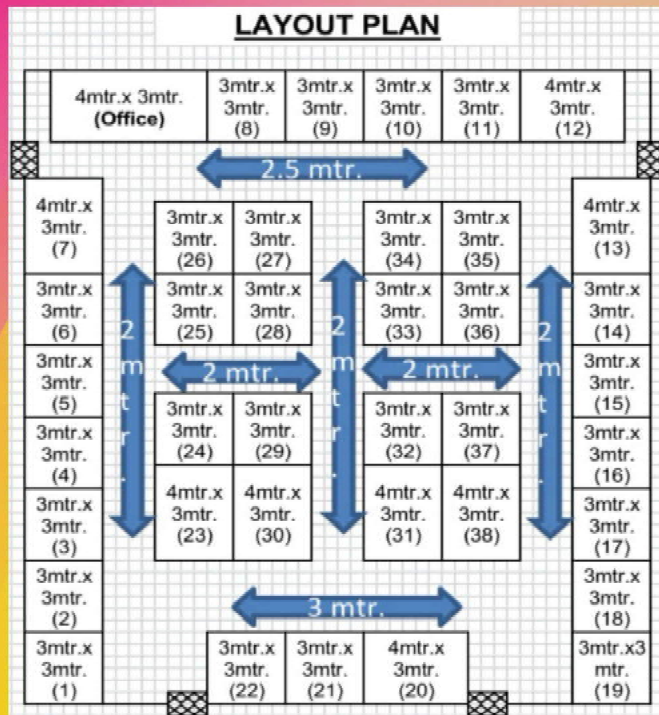 LAYOUT PLAN
4mtr.x 3mtr.
(Office)
3mtr.x
3mtr.
(8)
3mtr.x
3mtr.
(9)
3mtr.x
3mtr.
(10)
3mtr.x
3mtr.
(11)
4mtr.x
3mtr.
(12)
2.5 mtr.
4mtr.x
3mtr.
(7)
3mtr.x
3mtr.
(6)
3mtr.x
3mtr.
(5)
3mtr.x
3mtr.
(4)
3mtr.x
3mtr.
(3)
3mtr.x
3mtr.
(2)
3mtr.x
3mtr.
(1)
2 mtr.
3mtr.x
3mtr.
(26)
3mtr.x
3mtr.
(27)
3mtr.x
3mtr.
(25)
3mtr.x
3mtr.
(28)
2 mtr.
3mtr.x
3mtr.
(24)
3mtr.x
3mtr.
(29)
4mtr.x
3mtr.
(23)
4mtr.x
3mtr.
(30)
2 mtr.
3mtr.x
3mtr.
(34)
3mtr.x
3mtr.
(35)
3mtr.x
3mtr.
(33)
3mtr.x
3mtr.
(36)
2 mtr.
3mtr.x
3mtr.
(32)
3mtr.x
3mtr.
(37)
4mtr.x
3mtr.
(31)
4mtr.x
3mtr.
(38)
2 mtr.
4mtr.x
3mtr.
(13)
3mtr.x
3mtr.
(14)
3mtr.x
3mtr.
(15)
3mtr.x
3mtr.
(16)
3mtr.x
3mtr.
(17)
3mtr.x
3mtr.
(18)
3mtr.x3
mtr.
(19)
3 mtr.
3mtr.x
3mtr.
(22)
3mtr.x
3mtr.
(21)
4mtr.x
3mtr.
(20)